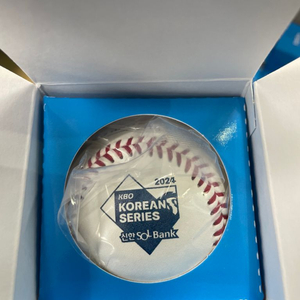 2024
KBO
KOREAN
SERIES
신한 SOL Bank